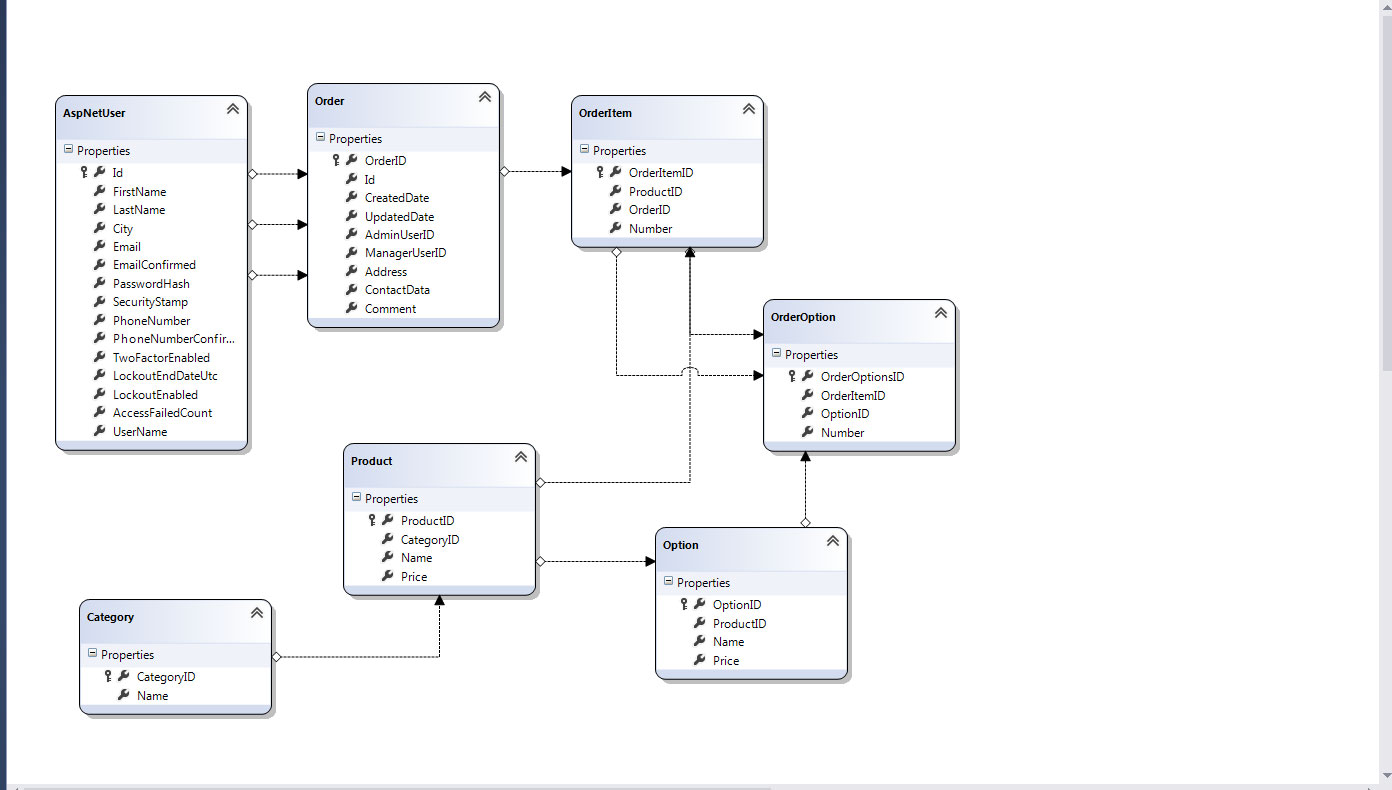 AspNetUser
Properties
Id
FirstName
LastName
City
Email
EmailConfirmed
PasswordHash
SecurityStamp
PhoneNumber
PhoneNumberConfir...
TwoFactorEnabled
LockoutEndDateUtc
LockoutEnabled
AccessFailedCount
UserName
Order
Properties
OrderID
Id
CreatedDate
UpdatedDate
AdminUserID
ManagerUserID
Address
ContactData
Comment
OrderItem
Properties
OrderItemID
ProductID
OrderID
Number
OrderOption
Properties
OrderOptionsID
OrderItemID
OptionID
Number
Product
Properties
ProductID
CategoryID
Name
Price
Option
Properties
OptionID
ProductID
Name
Price
Category
Properties
CategoryID
Name